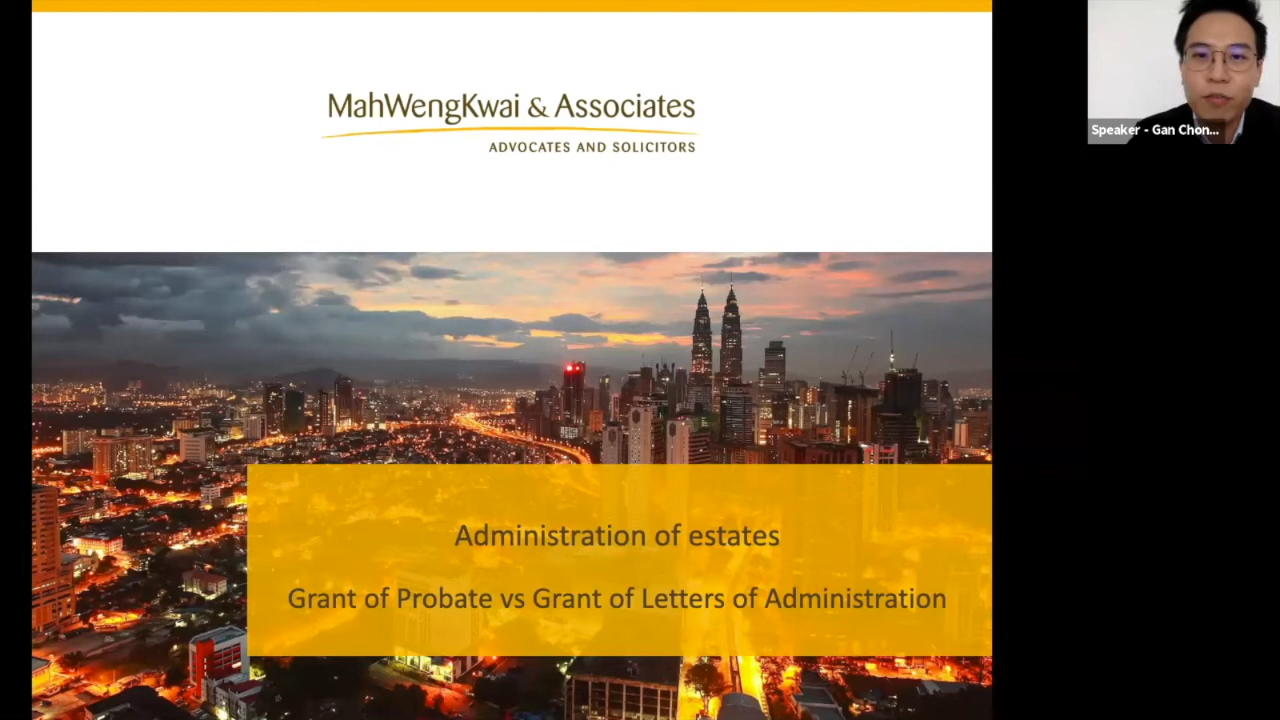 MahWengKwai & Associates
ADVOCATES AND SOLICITORS
Speaker - Gan Chon...
Administration of estates
Grant of Probate vs Grant of Letters of Administration